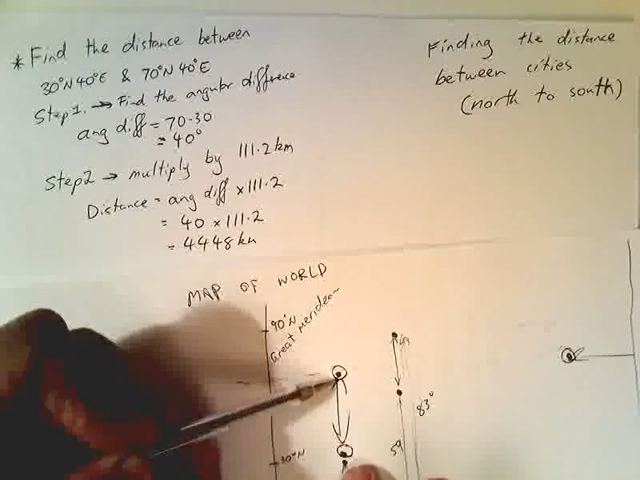 * Find the distance between
30°N 40°E & 70°N 40°E
Step 1. → Find the angular difference
ang diff = 70-30
= 40°
Step 2 → multiply by 111.2 km
Distance = ang diff × 111.2
= 40 × 111.2
= 4448 km
Finding the distance
between cities
(north to south)
MAP OF WORLD
90°N
Great meridean
83°
59
30°N